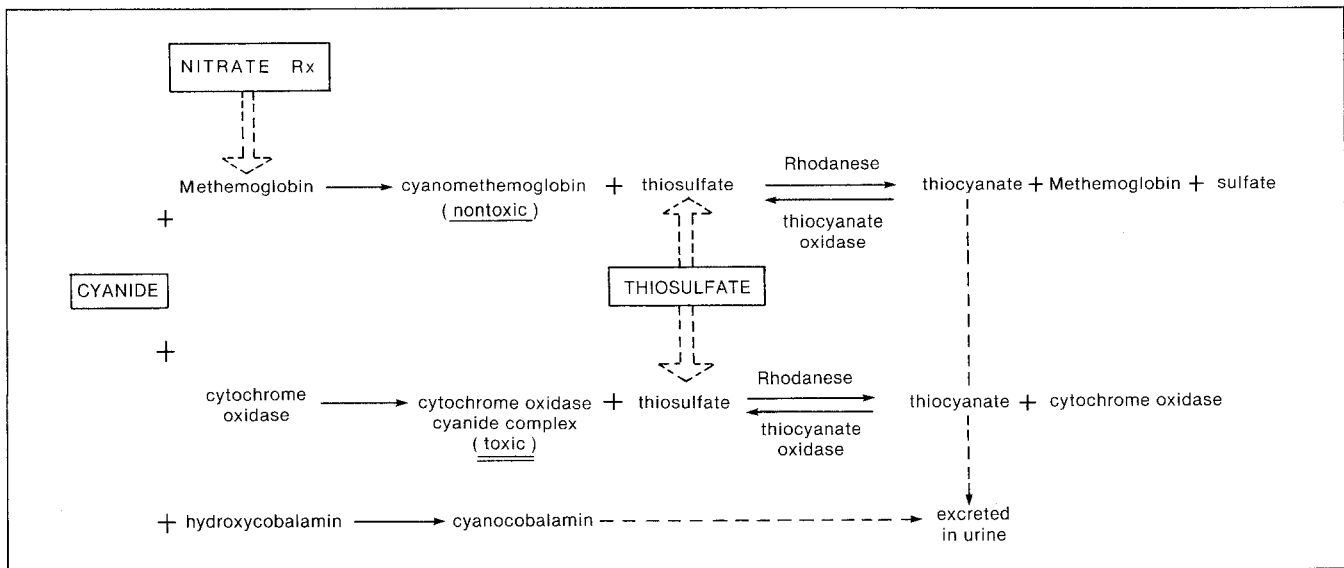 NITRATE Rx
Rhodanese
Methemoglobin cyanomethemoglobin + thiosulfate thiocyanate + Methemoglobin + sulfate
(nontoxic)
thiocyanate
oxidase
+
CYANIDE
THIOSULFATE
+
Rhodanese
cytochrome
oxidase
cytochrome oxidase + thiosulfate thiocyanate + cytochrome oxidase
cyanide complex
(toxic)
thiocyanate
oxidase
+ hydroxycobalamin cyanocobalamin
excreted
in urine